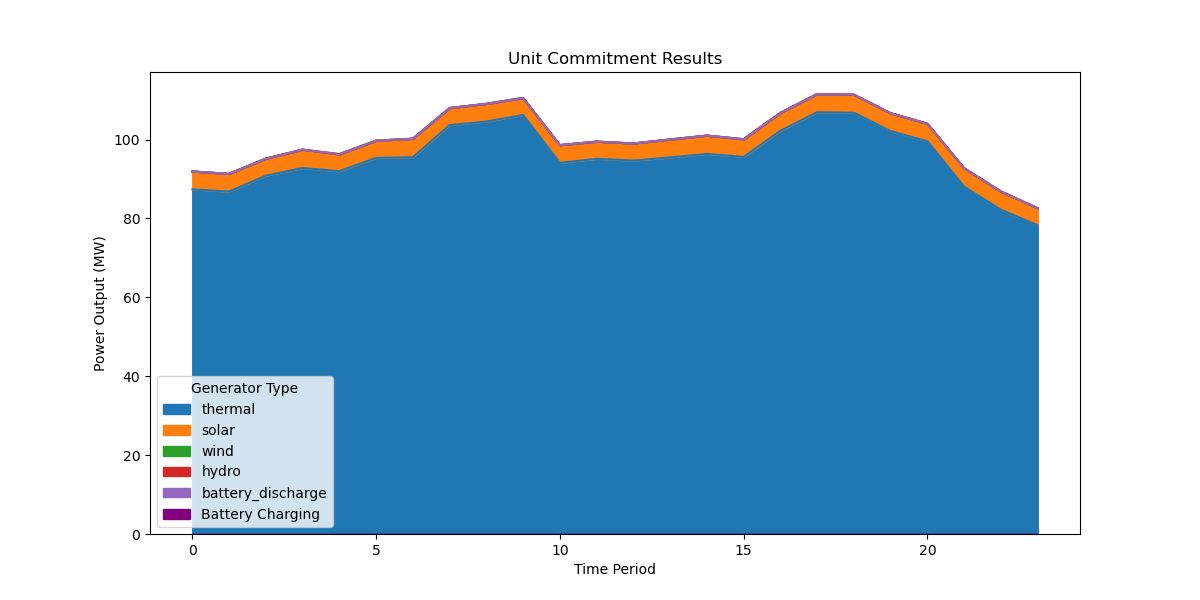 Unit Commitment Results
Power Output (MW)
100
80
60
40
20
0
Generator Type
thermal
solar
wind
hydro
battery_discharge
Battery Charging
0 5 10 15 20
Time Period